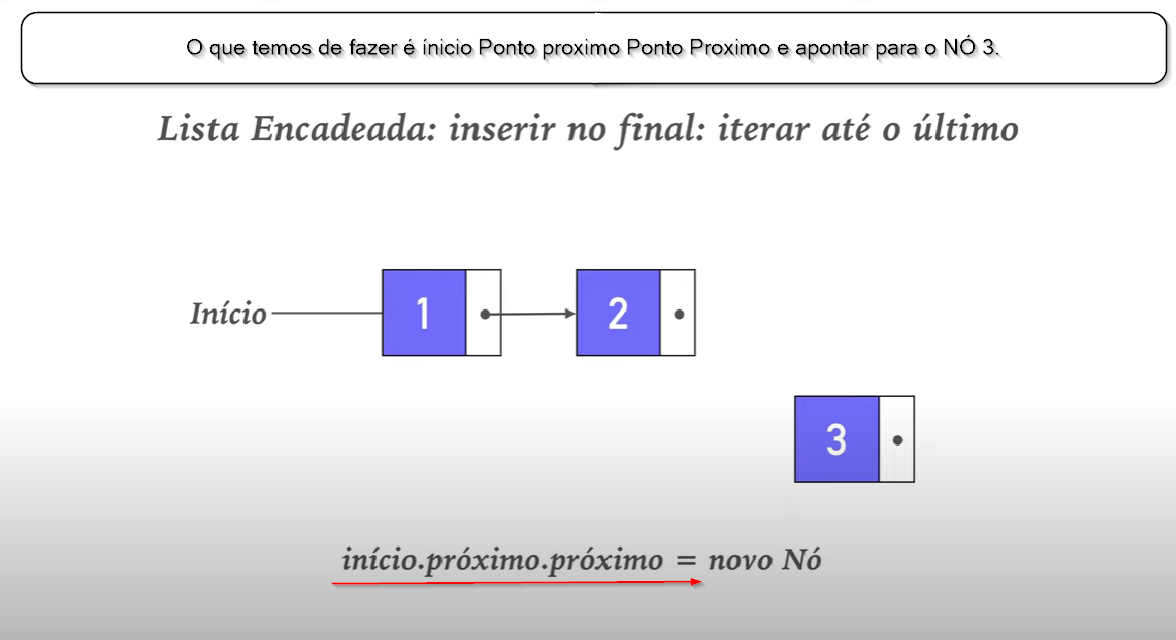 O que temos de fazer é ínicio Ponto proximo Ponto Proximo e apontar para o NÓ 3.
Lista Encadeada: inserir no final: iterar até o último
Início
1
2
3
início.próximo.próximo = novo Nó